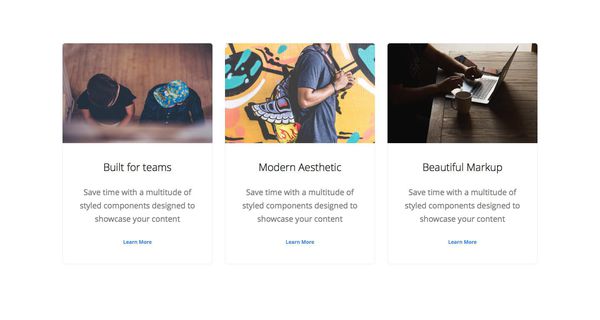 Built for teams
Save time with a multitude of
styled components designed to
showcase your content
Learn More
Modern Aesthetic
Save time with a multitude of
styled components designed to
showcase your content
Learn More
Beautiful Markup
Save time with a multitude of
styled components designed to
showcase your content
Learn More